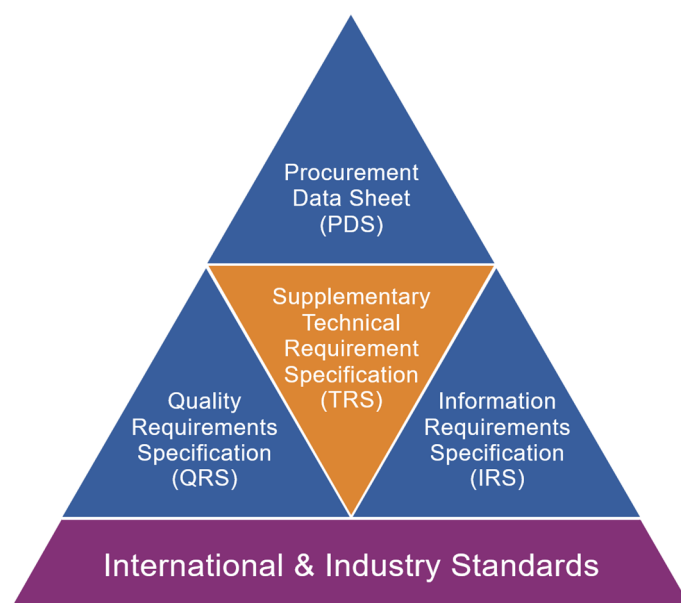 Procurement
Data Sheet
(PDS)
Supplementary
Technical
Requirement
Specification
(TRS)
Quality
Requirements
Specification
(QRS)
Information
Requirements
Specification
(IRS)
International & Industry Standards